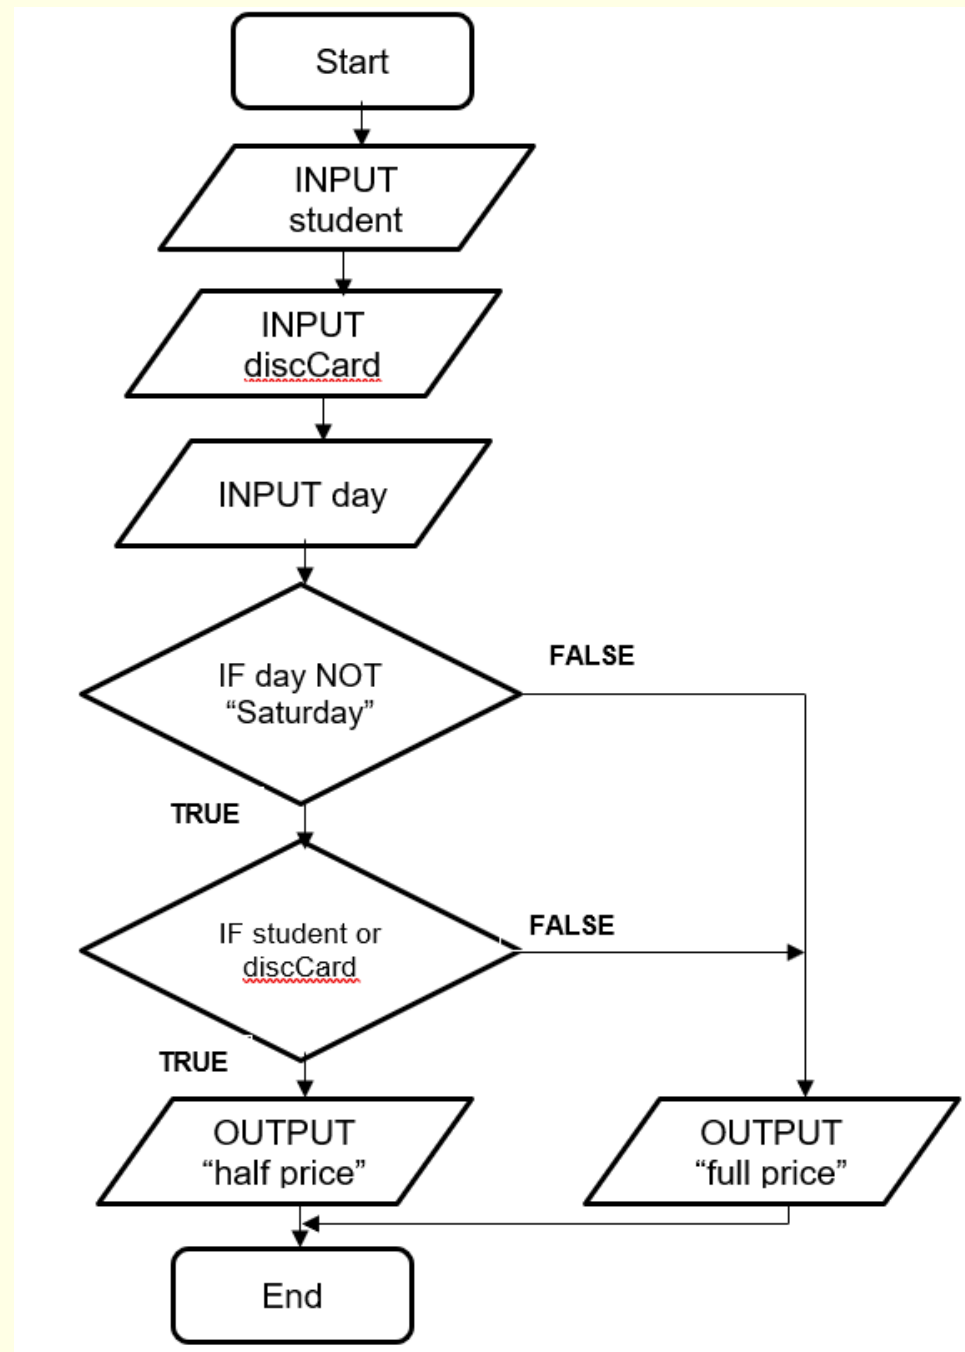 Start
INPUT
student
INPUT
discCard
INPUT day
IF day NOT
“Saturday”
FALSE
TRUE
IF student or
discCard
FALSE
TRUE
OUTPUT
“half price”
OUTPUT
“full price”
End